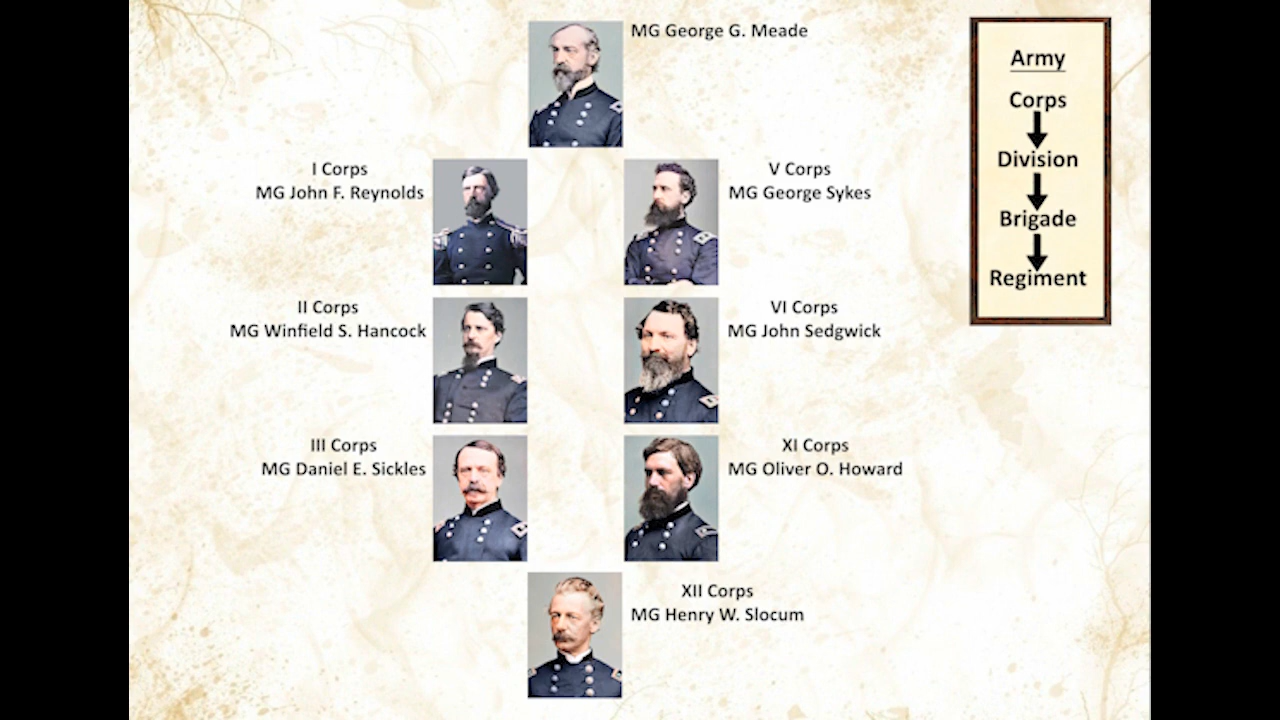 MG George G. Meade
I Corps
MG John F. Reynolds
V Corps
MG George Sykes
II Corps
MG Winfield S. Hancock
VI Corps
MG John Sedgwick
III Corps
MG Daniel E. Sickles
XI Corps
MG Oliver O. Howard
XII Corps
MG Henry W. Slocum
Army
Corps
Division
Brigade
Regiment